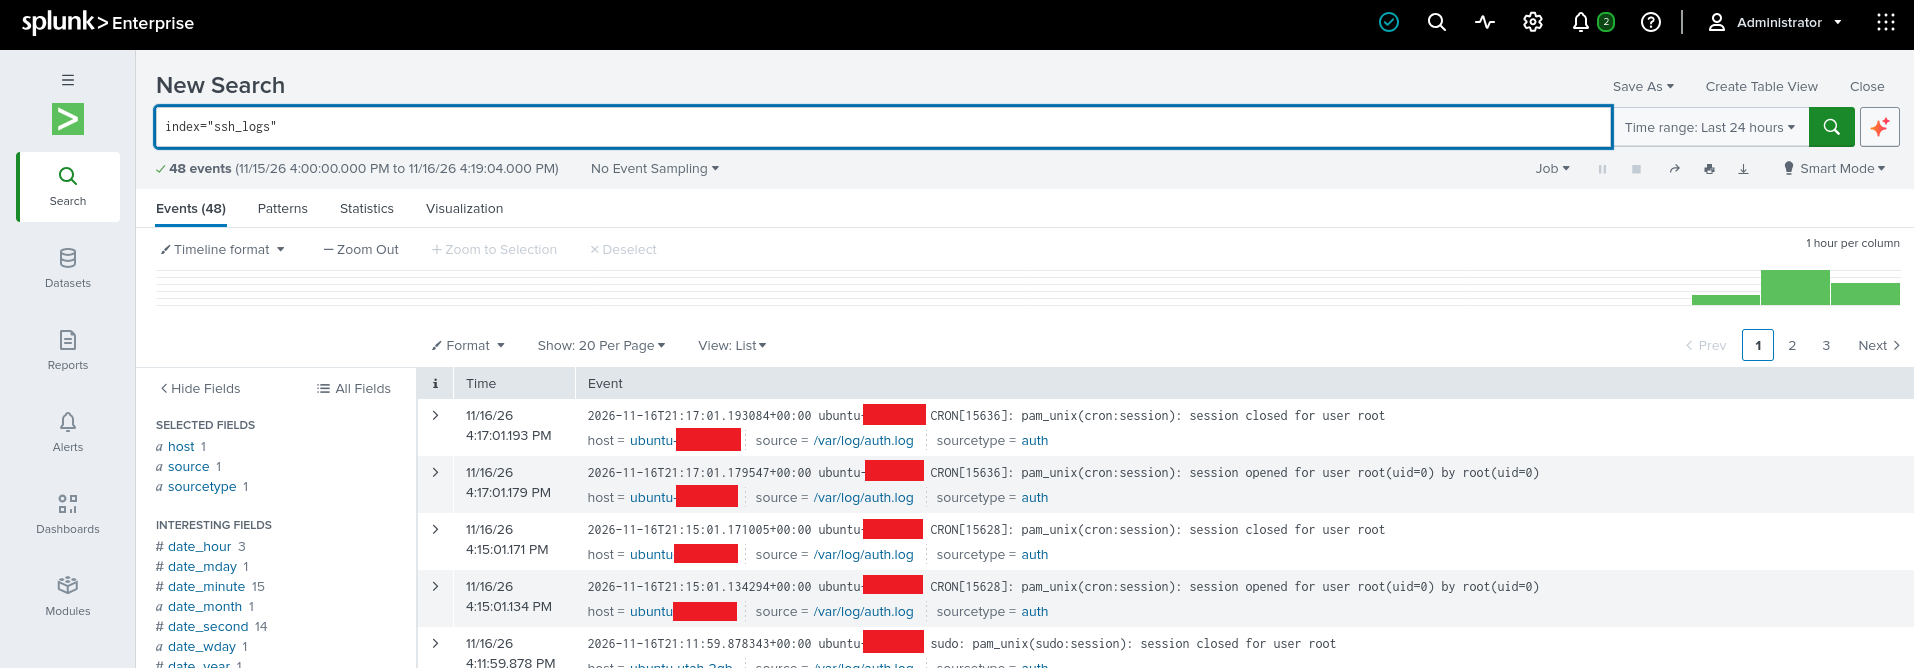 splunk> Enterprise
2
Administrator
New Search
Save As
Create Table View
Close
index="ssh_logs"
Time range: Last 24 hours
48 events (11/15/26 4:00:00.000 PM to 11/16/26 4:19:04.000 PM)
No Event Sampling
Job
Smart Mode
Search
Datasets
Reports
Alerts
Dashboards
Modules
Events (48)
Patterns
Statistics
Visualization
Timeline format
— Zoom Out
+ Zoom to Selection
× Deselect
1 hour per column
Format
Show: 20 Per Page
View: List
< Prev
1
2
3
Next >
< Hide Fields
All Fields
SELECTED FIELDS
a host 1
a source 1
a sourcetype 1
INTERESTING FIELDS
# date_hour 3
# date_mday 1
# date_minute 15
a date_month 1
# date_second 14
a date_wday 1
# date_year 1
i
Time
Event
>
11/16/26
4:17:01.193 PM
2026-11-16T21:17:01.193084+00:00 ubuntu- CRON[15636]: pam_unix(cron:session): session closed for user root
host = ubuntu- source = /var/log/auth.log sourcetype = auth
>
11/16/26
4:17:01.179 PM
2026-11-16T21:17:01.179547+00:00 ubuntu- CRON[15636]: pam_unix(cron:session): session opened for user root(uid=0) by root(uid=0)
host = ubuntu- source = /var/log/auth.log sourcetype = auth
>
11/16/26
4:15:01.171 PM
2026-11-16T21:15:01.171005+00:00 ubuntu- CRON[15628]: pam_unix(cron:session): session closed for user root
host = ubuntu source = /var/log/auth.log sourcetype = auth
>
11/16/26
4:15:01.134 PM
2026-11-16T21:15:01.134294+00:00 ubuntu- CRON[15628]: pam_unix(cron:session): session opened for user root(uid=0) by root(uid=0)
host = ubuntu source = /var/log/auth.log sourcetype = auth
>
11/16/26
4:11:59.878 PM
2026-11-16T21:11:59.878343+00:00 ubuntu- sudo: pam_unix(sudo:session): session closed for user root
host = source = /var/log/auth.log sourcetype = auth